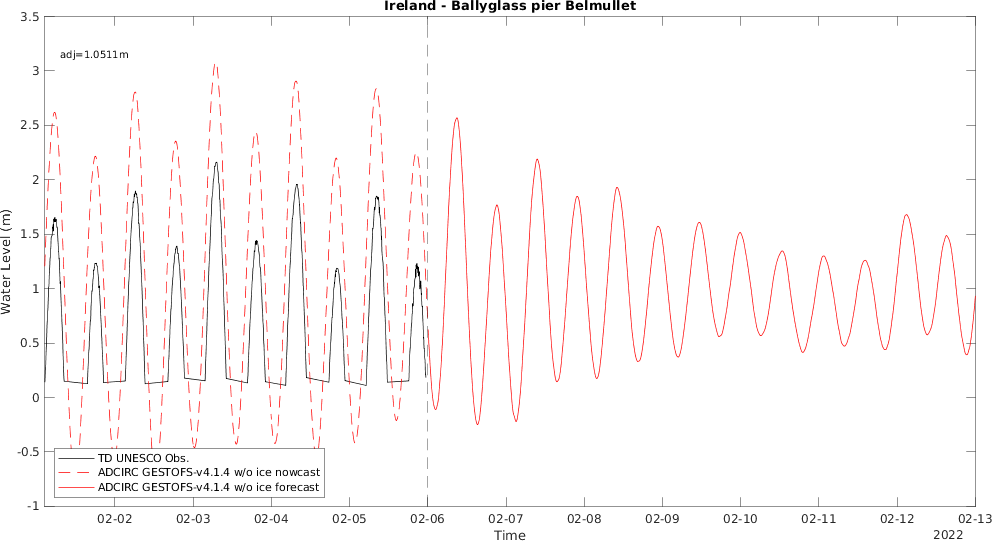 Ireland - Ballyglass pier Belmullet
3.5
adj=1.0511m
3
2.5
2
1.5
1
0.5
0
-0.5
-1
Water Level (m)
TD UNESCO Obs.
ADCIRC GESTOFS-v4.1.4 w/o ice nowcast
ADCIRC GESTOFS-v4.1.4 w/o ice forecast
02-02 02-03 02-04 02-05 02-06 02-07 02-08 02-09 02-10 02-11 02-12 02-13
Time
2022